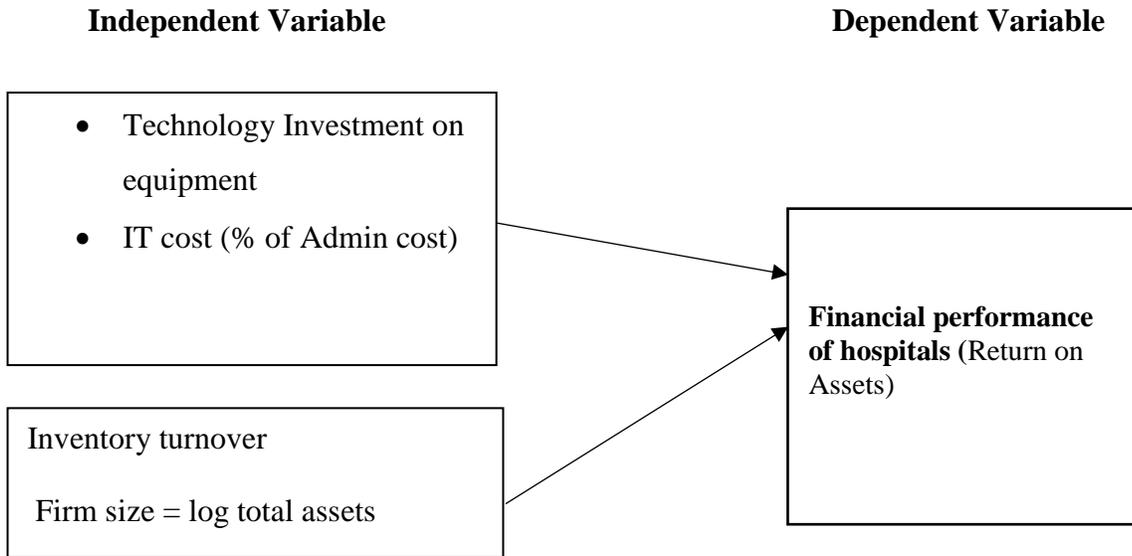 Independent Variable
Dependent Variable
• Technology Investment on
equipment
• IT cost (% of Admin cost)
Financial performance
of hospitals (Return on
Assets)
Inventory turnover
Firm size = log total assets